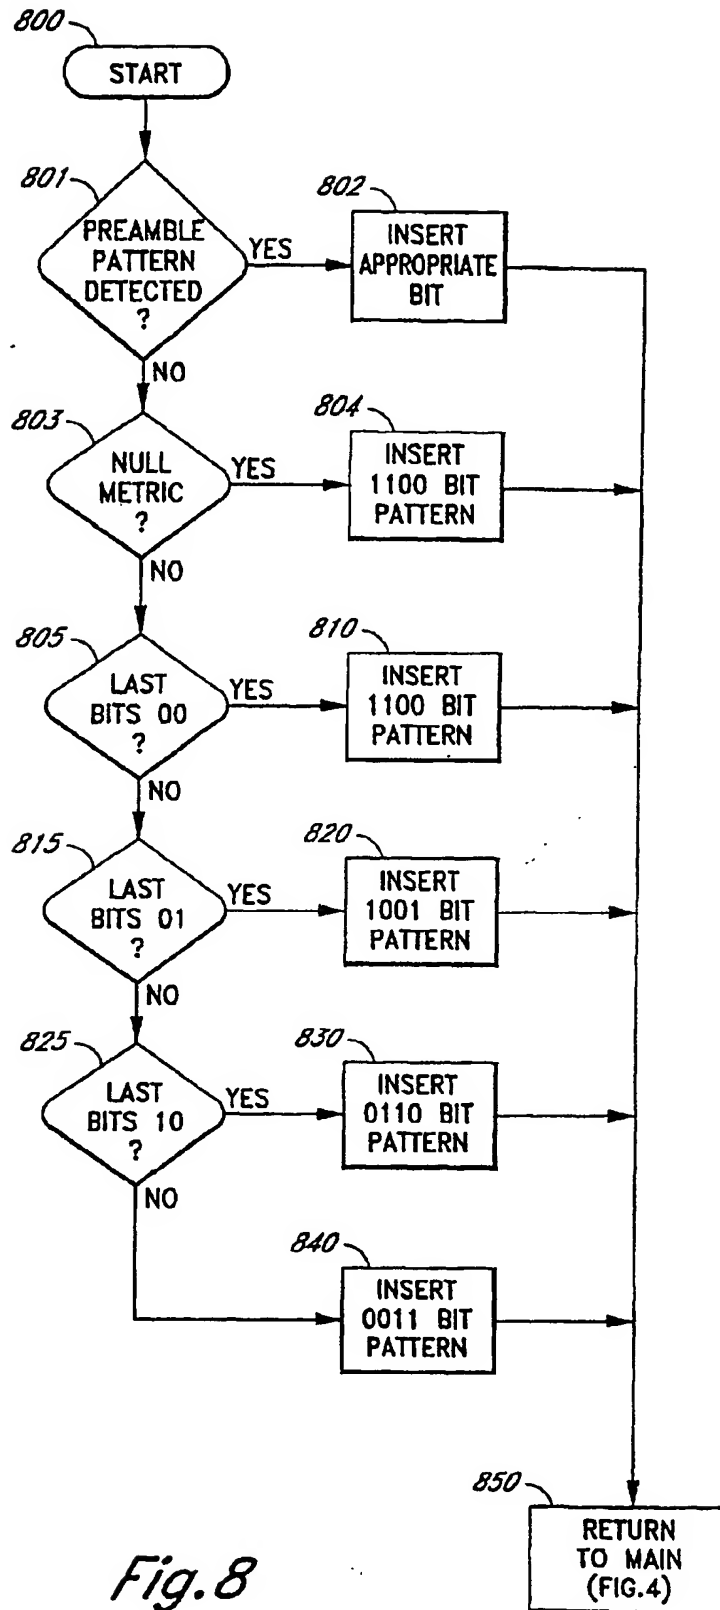 800
START
801
PREAMBLE
PATTERN
DETECTED
?
YES
802
INSERT
APPROPRIATE
BIT
NO
803
NULL
METRIC
?
YES
804
INSERT
1100 BIT
PATTERN
NO
805
LAST
BITS 00
?
YES
810
INSERT
1100 BIT
PATTERN
NO
815
LAST
BITS 01
?
YES
820
INSERT
1001 BIT
PATTERN
NO
825
LAST
BITS 10
?
YES
830
INSERT
0110 BIT
PATTERN
NO
840
INSERT
0011 BIT
PATTERN
850
RETURN
TO MAIN
(FIG.4)
Fig.8